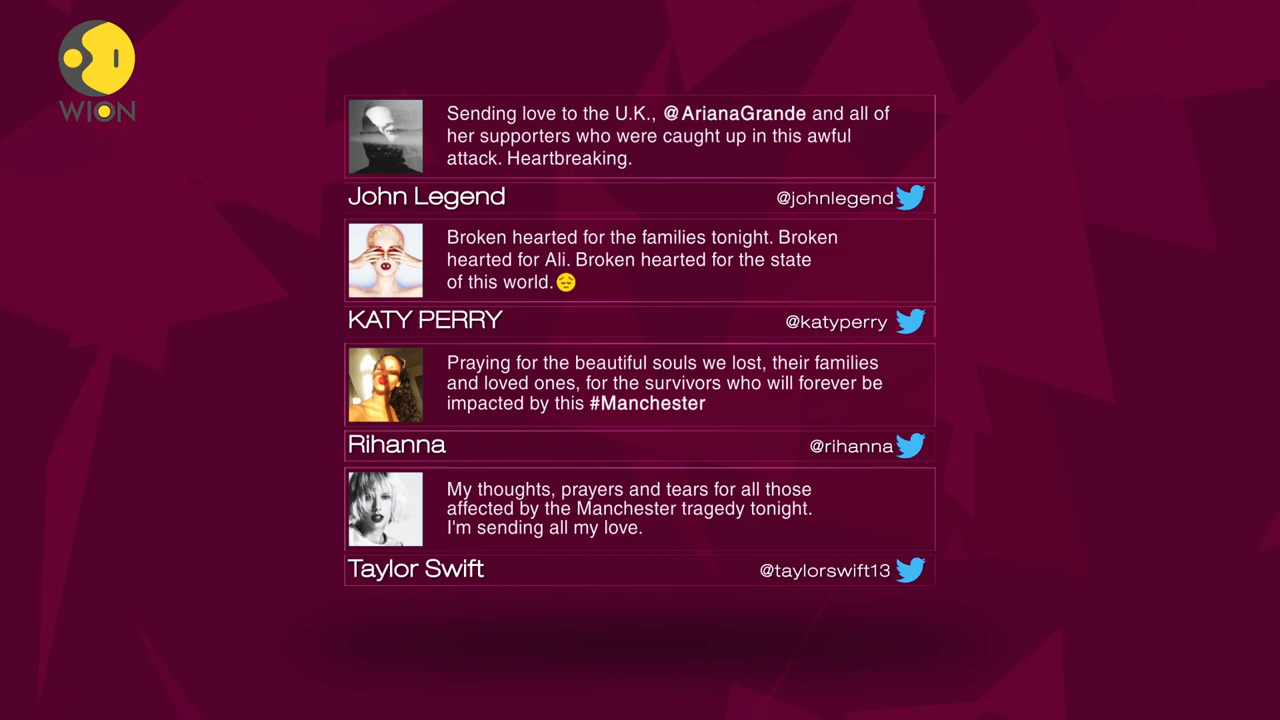 WION
Sending love to the U.K., @ArianaGrande and all of
her supporters who were caught up in this awful
attack. Heartbreaking.
John Legend @johnlegend
Broken hearted for the families tonight. Broken
hearted for Ali. Broken hearted for the state
of this world.😔
KATY PERRY @katyperry
Praying for the beautiful souls we lost, their families
and loved ones, for the survivors who will forever be
impacted by this #Manchester
Rihanna @rihanna
My thoughts, prayers and tears for all those
affected by the Manchester tragedy tonight.
I'm sending all my love.
Taylor Swift @taylorswift13